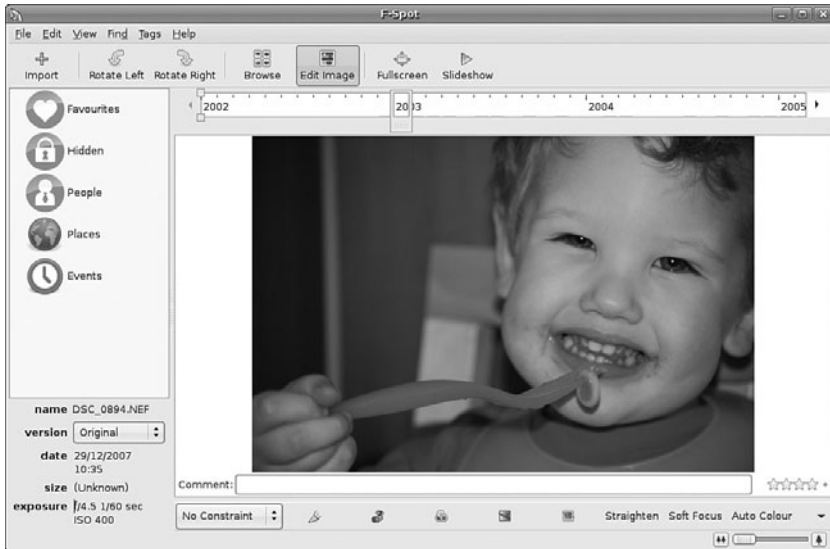 F-Spot
File Edit View Find Tags Help
Import Rotate Left Rotate Right Browse Edit Image Fullscreen Slideshow
2002 2003 2004 2005
Favourites
Hidden
People
Places
Events
name DSC_0894.NEF
version Original
date 29/12/2007
10:35
size (Unknown)
exposure f/4.5 1/60 sec
ISO 400
Comment:
No Constraint Straighten Soft Focus Auto Colour